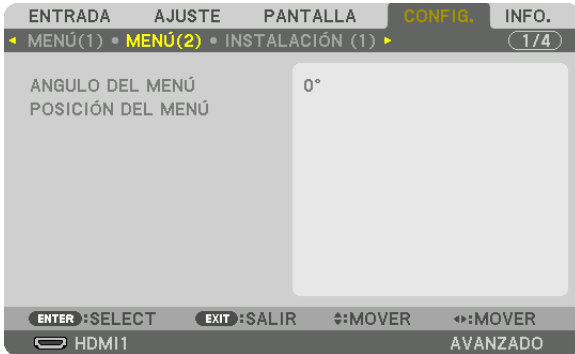 ENTRADA AJUSTE PANTALLA CONFIG. INFO.
MENÚ(1) • MENÚ(2) • INSTALACIÓN (1) 1/4
ANGULO DEL MENÚ 0°
POSICIÓN DEL MENÚ
ENTER :SELECT EXIT :SALIR :MOVER :MOVER
HDMI1 AVANZADO